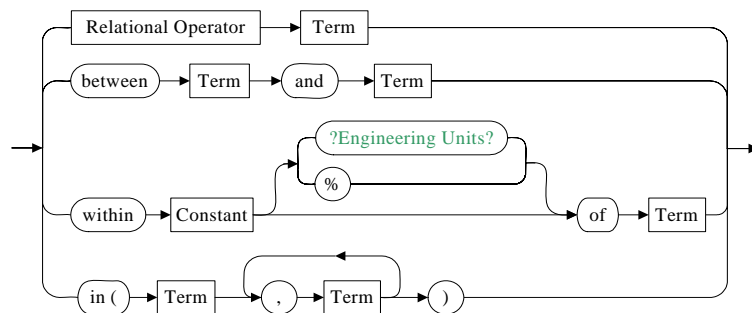 Relational Operator Term
between Term and Term
?Engineering Units?
%
within Constant of Term
in ( Term , Term )